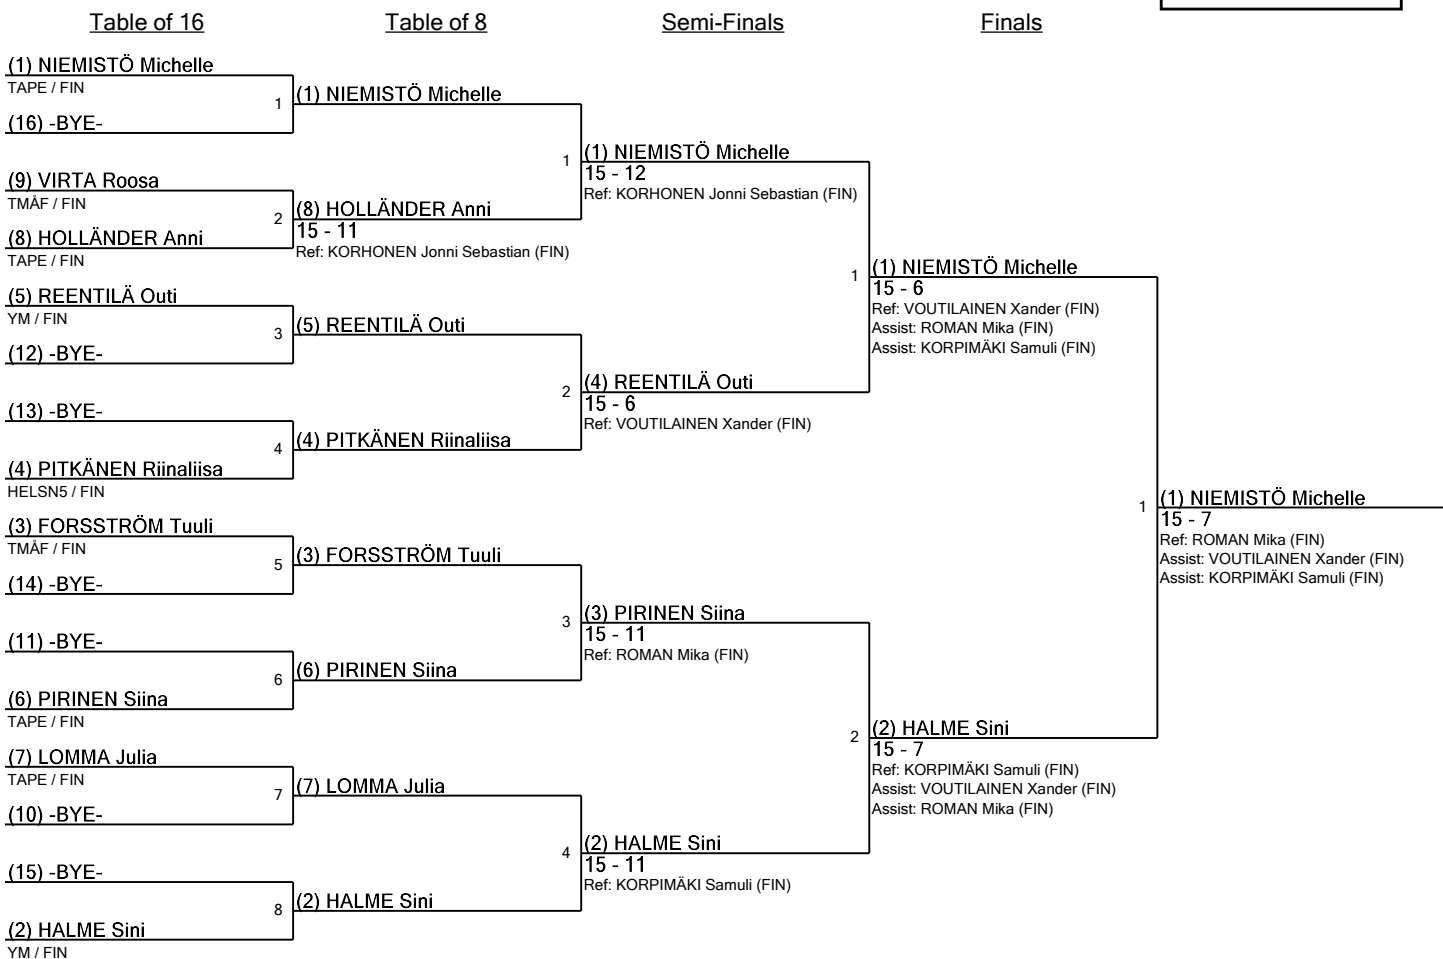 Table of 16
Table of 8
Semi-Finals
Finals
(1) NIEMISTÖ Michelle
TAPE / FIN
1
(16) -BYE-
(9) VIRTA Roosa
TMÅF / FIN
2
(8) HOLLÄNDER Anni
TAPE / FIN
(5) REENTILÄ Outi
YM / FIN
3
(12) -BYE-
(13) -BYE-
4
(4) PITKÄNEN Riinaliisa
HELSN5 / FIN
(3) FORSSTRÖM Tuuli
TMÅF / FIN
5
(14) -BYE-
(11) -BYE-
6
(6) PIRINEN Siina
TAPE / FIN
(7) LOMMA Julia
TAPE / FIN
7
(10) -BYE-
(15) -BYE-
8
(2) HALME Sini
YM / FIN
(1) NIEMISTÖ Michelle
1
(8) HOLLÄNDER Anni
15 - 11
Ref: KORHONEN Jonni Sebastian (FIN)
(5) REENTILÄ Outi
2
(4) PITKÄNEN Riinaliisa
(3) FORSSTRÖM Tuuli
3
(6) PIRINEN Siina
(7) LOMMA Julia
4
(2) HALME Sini
(1) NIEMISTÖ Michelle
15 - 12
Ref: KORHONEN Jonni Sebastian (FIN)
1
(4) REENTILÄ Outi
15 - 6
Ref: VOUTILAINEN Xander (FIN)
(3) PIRINEN Siina
15 - 11
Ref: ROMAN Mika (FIN)
2
(2) HALME Sini
15 - 11
Ref: KORPIMÄKI Samuli (FIN)
(1) NIEMISTÖ Michelle
15 - 6
Ref: VOUTILAINEN Xander (FIN)
Assist: ROMAN Mika (FIN)
Assist: KORPIMÄKI Samuli (FIN)
1
(2) HALME Sini
15 - 7
Ref: KORPIMÄKI Samuli (FIN)
Assist: VOUTILAINEN Xander (FIN)
Assist: ROMAN Mika (FIN)
(1) NIEMISTÖ Michelle
15 - 7
Ref: ROMAN Mika (FIN)
Assist: VOUTILAINEN Xander (FIN)
Assist: KORPIMÄKI Samuli (FIN)